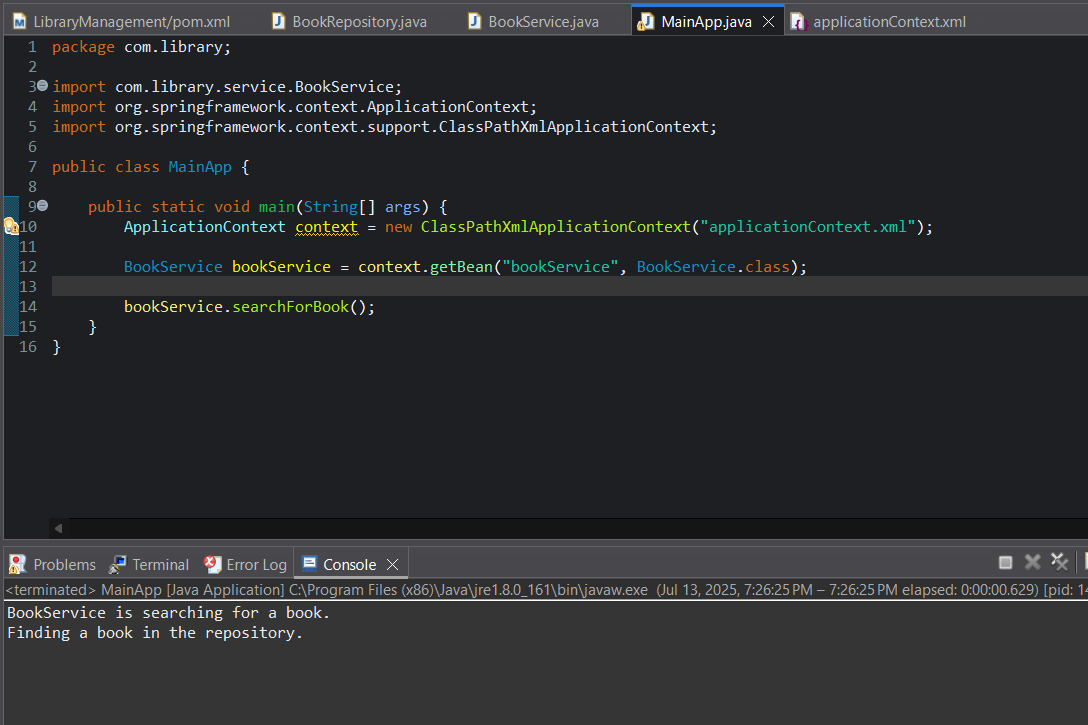 LibraryManagement/pom.xml BookRepository.java BookService.java MainApp.java applicationContext.xml
1 package com.library;
2
3 import com.library.service.BookService;
4 import org.springframework.context.ApplicationContext;
5 import org.springframework.context.support.ClassPathXmlApplicationContext;
6
7 public class MainApp {
8
9 public static void main(String[] args) {
10 ApplicationContext context = new ClassPathXmlApplicationContext("applicationContext.xml");
11
12 BookService bookService = context.getBean("bookService", BookService.class);
13
14 bookService.searchForBook();
15 }
16 }
Problems Terminal Error Log Console
<terminated> MainApp [Java Application] C:\Program Files (x86)\Java\jre1.8.0_161\bin\javaw.exe (Jul 13, 2025, 7:26:25 PM – 7:26:25 PM elapsed: 0:00:00.629) [pid: 14
BookService is searching for a book.
Finding a book in the repository.